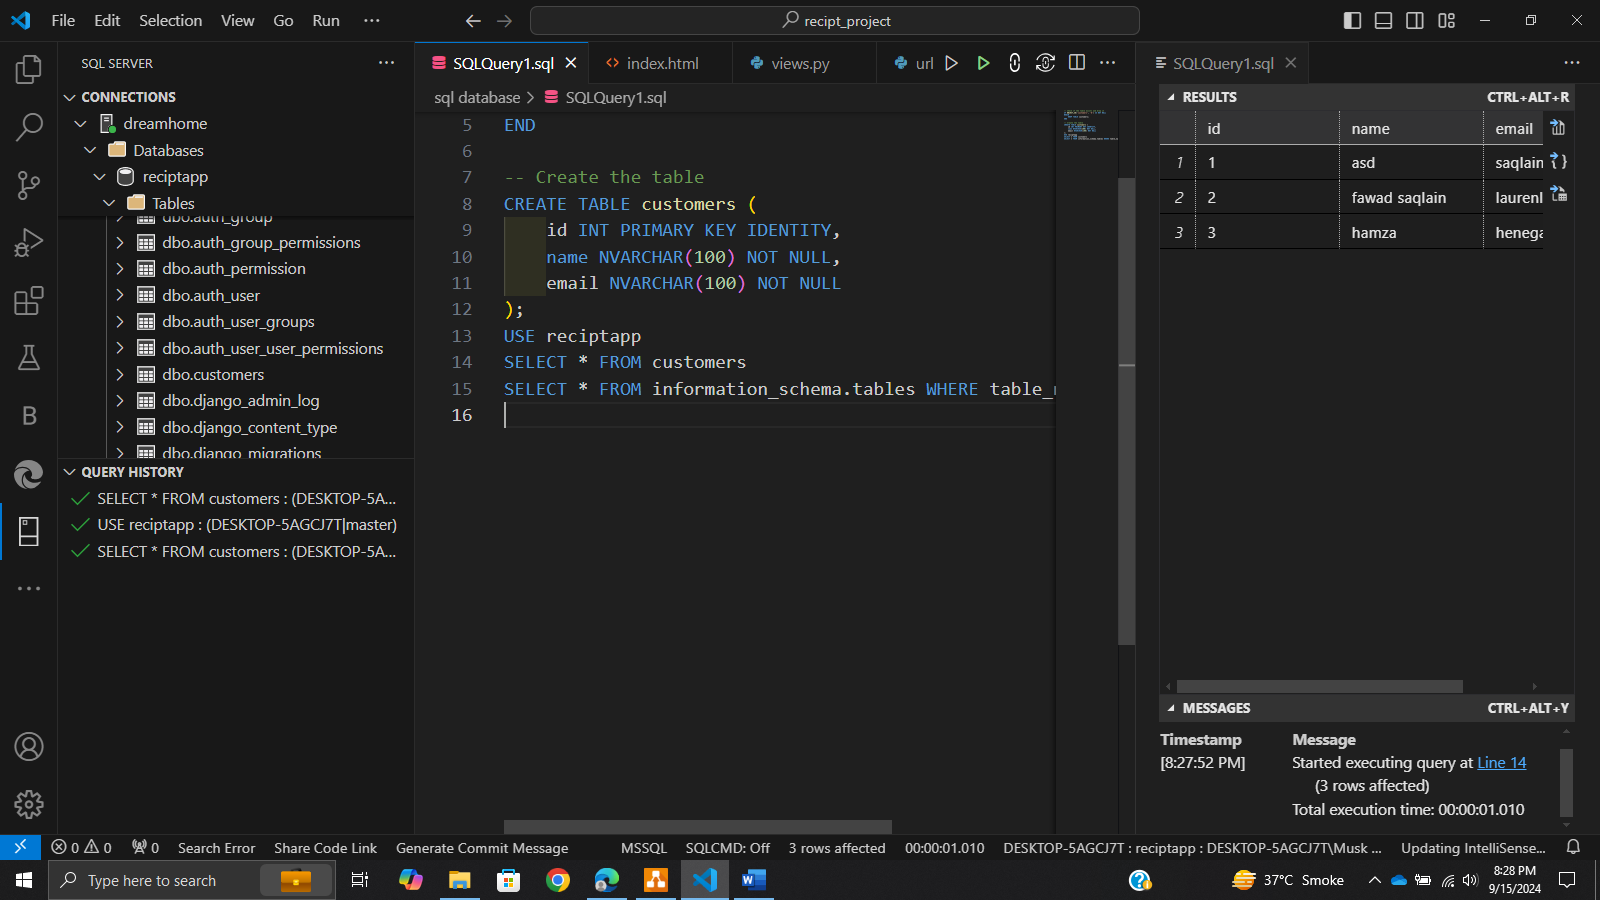 File Edit Selection View Go Run ···
recipt_project
SQL SERVER
CONNECTIONS
dreamhome
Databases
reciptapp
Tables
dbo.auth_group
dbo.auth_group_permissions
dbo.auth_permission
dbo.auth_user
dbo.auth_user_groups
dbo.auth_user_user_permissions
dbo.customers
dbo.django_admin_log
dbo.django_content_type
dbo.django_migrations
QUERY HISTORY
SELECT * FROM customers : (DESKTOP-5A...
USE reciptapp : (DESKTOP-5AGCJ7T|master)
SELECT * FROM customers : (DESKTOP-5A...
B
SQLQuery1.sql index.html views.py url
sql database > SQLQuery1.sql
5 END
6
7 -- Create the table
8 CREATE TABLE customers (
9 id INT PRIMARY KEY IDENTITY,
10 name NVARCHAR(100) NOT NULL,
11 email NVARCHAR(100) NOT NULL
12 );
13 USE reciptapp
14 SELECT * FROM customers
15 SELECT * FROM information_schema.tables WHERE table_
16
SQLQuery1.sql
RESULTS CTRL+ALT+R
id name email
1 1 asd saqlain
2 2 fawad saqlain laurenl
3 3 hamza henega
MESSAGES CTRL+ALT+Y
Timestamp Message
[8:27:52 PM] Started executing query at Line 14
(3 rows affected)
Total execution time: 00:00:01.010
0 0 0 Search Error Share Code Link Generate Commit Message MSSQL SQLCMD: Off 3 rows affected 00:00:01.010 DESKTOP-5AGCJ7T : reciptapp : DESKTOP-5AGCJ7T\Musk ... Updating IntelliSense...
Type here to search
37°C Smoke
8:28 PM
9/15/2024